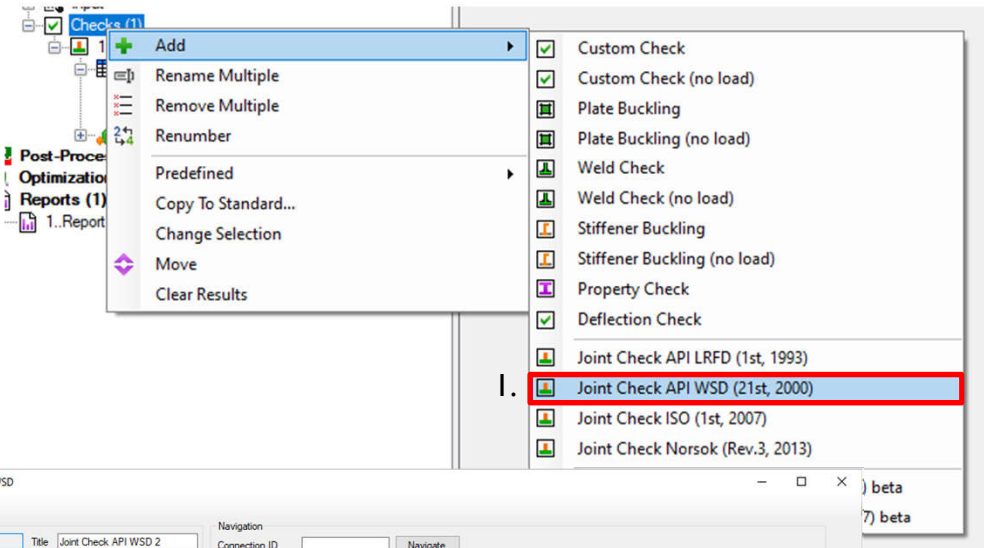 Checks (1)
1
Post-Proce
Optimization
Reports (1)
1..Report
Add
Rename Multiple
Remove Multiple
Renumber
Predefined
Copy To Standard...
Change Selection
Move
Clear Results
Custom Check
Custom Check (no load)
Plate Buckling
Plate Buckling (no load)
Weld Check
Weld Check (no load)
Stiffener Buckling
Stiffener Buckling (no load)
Property Check
Deflection Check
Joint Check API LRFD (1st, 1993)
1. Joint Check API WSD (21st, 2000)
Joint Check ISO (1st, 2007)
Joint Check Norsok (Rev.3, 2013)
) beta
7) beta
WSD
Title Joint Check API WSD 2
Navigation
Connection ID Navigate